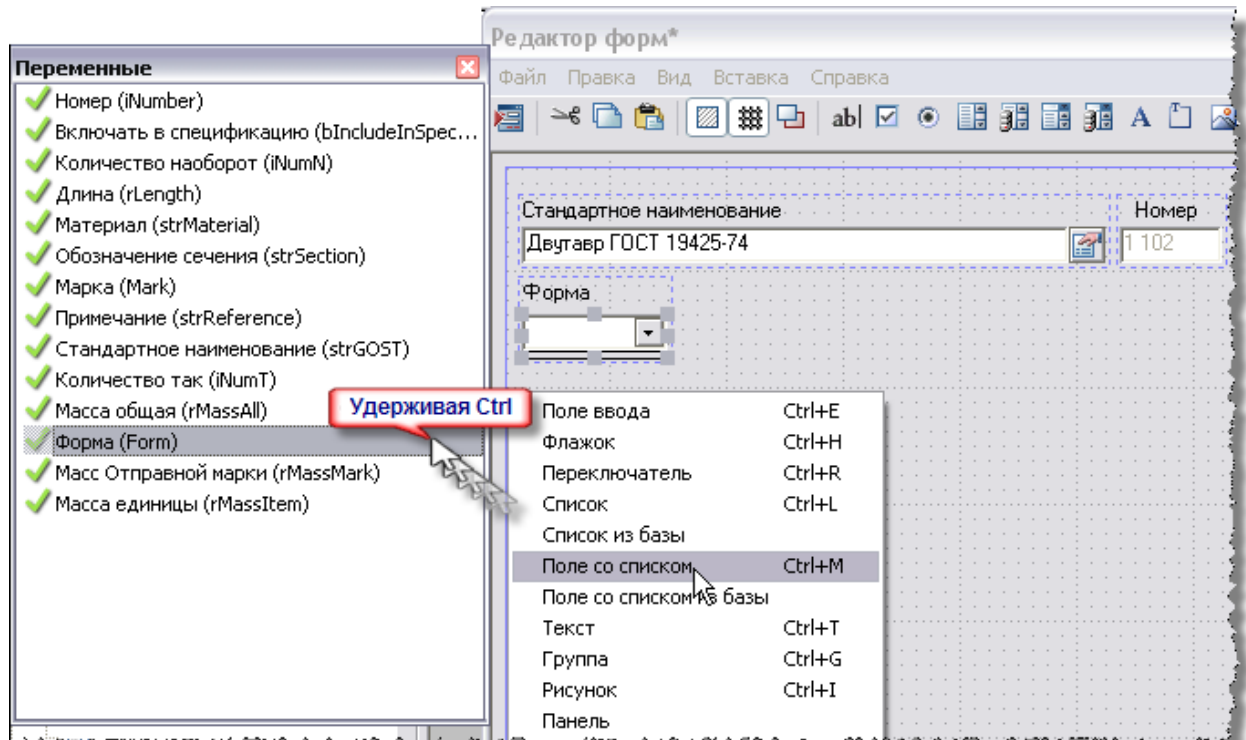 Редактор форм*
Файл Правка Вид Вставка Справка
ab
A
T
Переменные
Номер (iNumber)
Включать в спецификацию (bIncludeInSpec...
Количество наоборот (iNumN)
Длина (rLength)
Материал (strMaterial)
Обозначение сечения (strSection)
Марка (Mark)
Примечание (strReference)
Стандартное наименование (strGOST)
Количество так (iNumT)
Масса общая (rMassAll)
Форма (Form)
Масс Отправной марки (rMassMark)
Масса единицы (rMassItem)
Удерживая Ctrl
Стандартное наименование Номер
Двутавр ГОСТ 19425-74 1 102
Форма
Поле ввода Ctrl+E
Флажок Ctrl+H
Переключатель Ctrl+R
Список Ctrl+L
Список из базы
Поле со списком Ctrl+M
Поле со списком из базы
Текст Ctrl+T
Группа Ctrl+G
Рисунок Ctrl+I
Панель